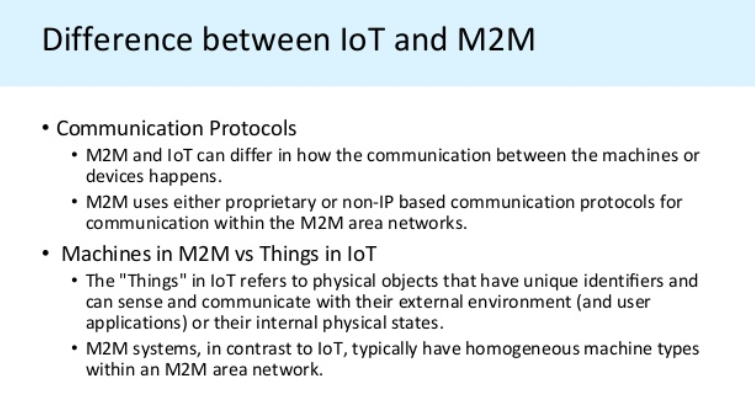 Difference between IoT and M2M
• Communication Protocols
• M2M and IoT can differ in how the communication between the machines or
devices happens.
• M2M uses either proprietary or non-IP based communication protocols for
communication within the M2M area networks.
• Machines in M2M vs Things in IoT
• The "Things" in IoT refers to physical objects that have unique identifiers and
can sense and communicate with their external environment (and user
applications) or their internal physical states.
• M2M systems, in contrast to IoT, typically have homogeneous machine types
within an M2M area network.